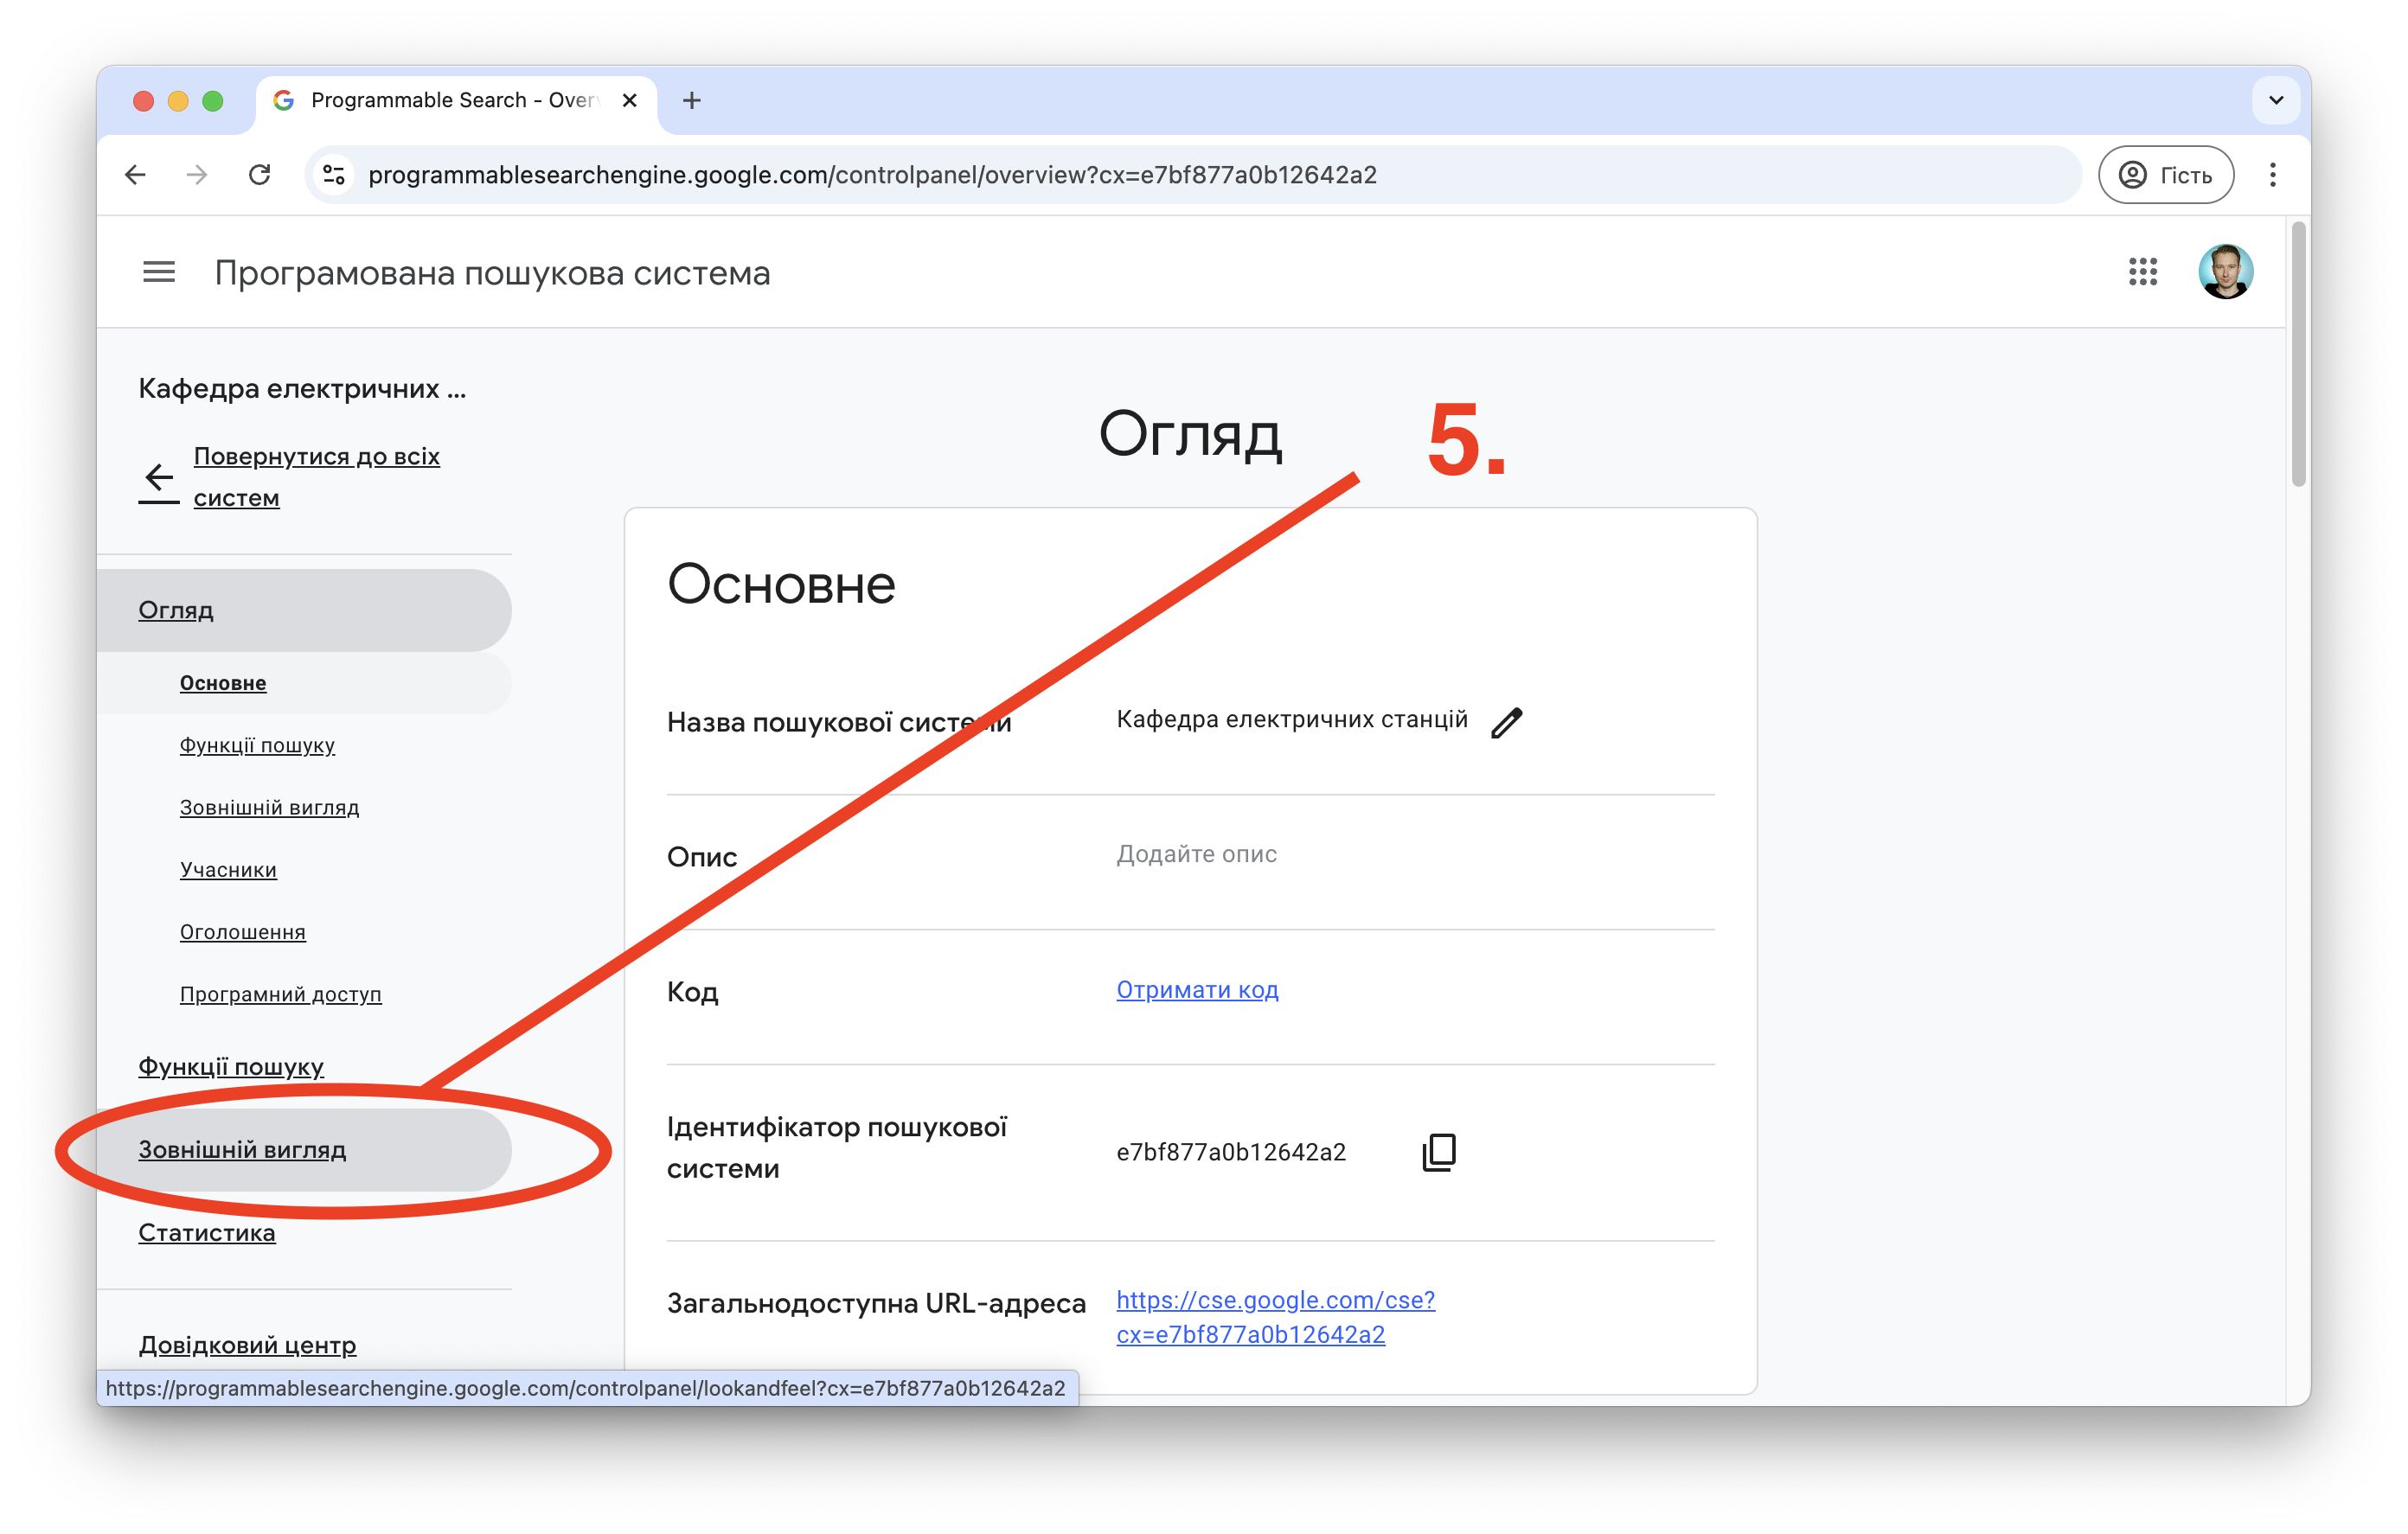 Programmable Search - Over
programmablesearchengine.google.com/controlpanel/overview?cx=e7bf877a0b12642a2
Гість
Програмована пошукова система
Кафедра електричних ...
Повернутися до всіх
систем
Огляд
Основне
Функції пошуку
Зовнішній вигляд
Учасники
Оголошення
Програмний доступ
Функції пошуку
Зовнішній вигляд
Статистика
Довідковий центр
https://programmablesearchengine.google.com/controlpanel/lookandfeel?cx=e7bf877a0b12642a2
Огляд
5.
Основне
Назва пошукової системи
Кафедра електричних станцій
Опис
Додайте опис
Код
Отримати код
Ідентифікатор пошукової
системи
e7bf877a0b12642a2
Загальнодоступна URL-адреса
https://cse.google.com/cse?
cx=e7bf877a0b12642a2